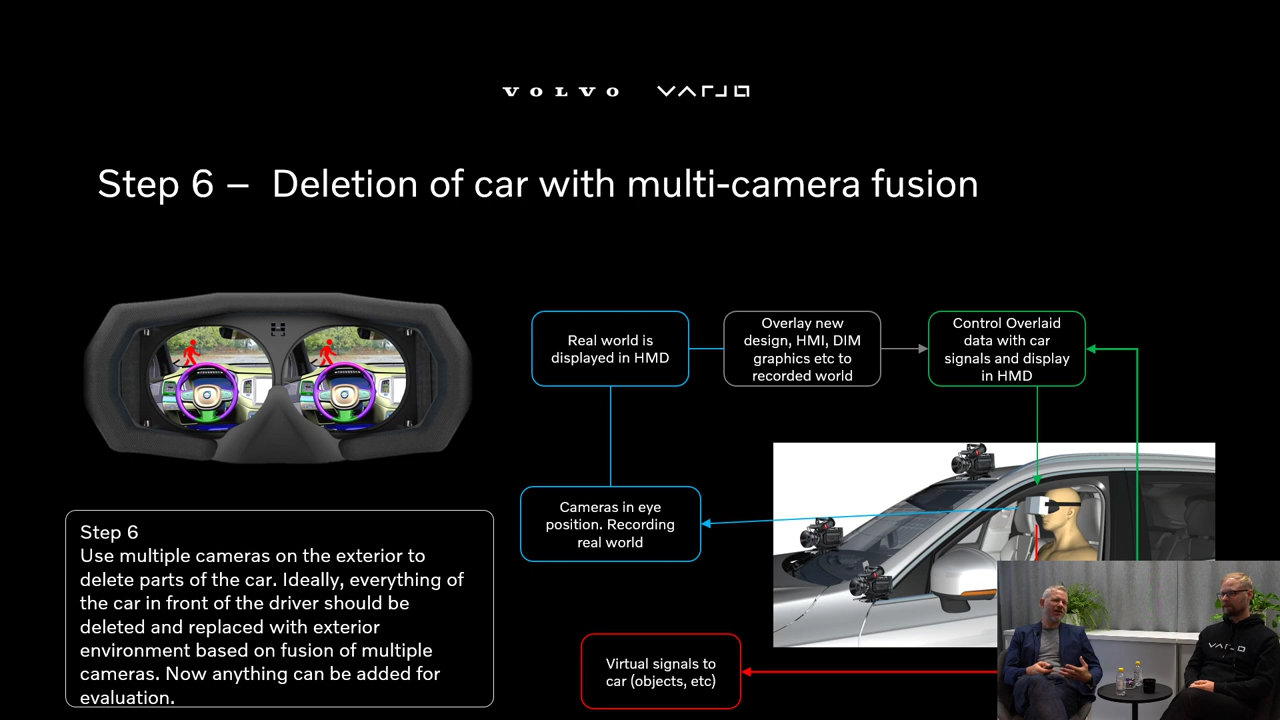 VOLVO VARJO
Step 6 – Deletion of car with multi-camera fusion
Real world is
displayed in HMD
Overlay new
design, HMI, DIM
graphics etc to
recorded world
Control Overlaid
data with car
signals and display
in HMD
Cameras in eye
position. Recording
real world
Step 6
Use multiple cameras on the exterior to
delete parts of the car. Ideally, everything of
the car in front of the driver should be
deleted and replaced with exterior
environment based on fusion of multiple
cameras. Now anything can be added for
evaluation.
Virtual signals to
car (objects, etc)
VARJO